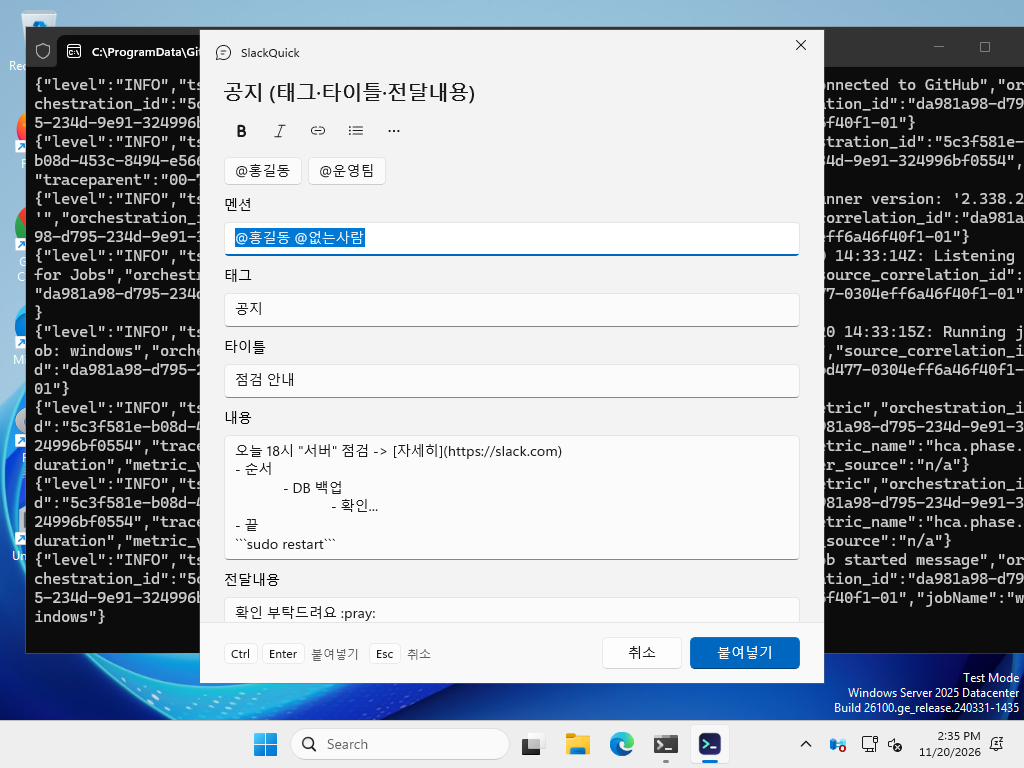 SlackQuick
공지 (태그·타이틀·전달내용)
B I
@홍길동 @운영팀
멘션
@홍길동 @없는사람
태그
공지
타이틀
점검 안내
내용
오늘 18시 "서버" 점검 -> [자세히](https://slack.com)
- 순서
- DB 백업
- 확인...
- 끝
```sudo restart```
전달내용
확인 부탁드려요 :pray:
Ctrl Enter 붙여넣기 Esc 취소
취소 붙여넣기
C:\ProgramData\Git
{"level":"INFO","ts
chestration_id":"5c
5-234d-9e91-324996b
{"level":"INFO","ts
b08d-453c-8494-e566
"traceparent":"00-
{"level":"INFO","ts
'","orchestration_i
98-d795-234d-9e91-3
{"level":"INFO","ts
for Jobs","orchestr
"da981a98-d795-234d
}
{"level":"INFO","ts
ob: windows","orche
d":"da981a98-d795-2
01"}
{"level":"INFO","ts
d":"5c3f581e-b08d-4
24996bf0554","trace
duration","metric_v
{"level":"INFO","ts
d":"5c3f581e-b08d-4
24996bf0554","trace
duration","metric_v
{"level":"INFO","ts
chestration_id":"5c
5-234d-9e91-324996b
indows"}
nnected to GitHub","or
ation_id":"da981a98-d79
6f40f1-01"}
stration_id":"5c3f581e-
4d-9e91-324996bf0554",
nner version: '2.338.2
orrelation_id":"da981a
eff6a46f40f1-01"}
0 14:33:14Z: Listening
source_correlation_id":
77-0304eff6a46f40f1-01"
20 14:33:15Z: Running j
","source_correlation_i
d477-0304eff6a46f40f1-
etric","orchestration_i
981a98-d795-234d-9e91-3
etric_name":"hca.phase.
r_source":"n/a"}
etric","orchestration_i
981a98-d795-234d-9e91-3
etric_name":"hca.phase.
_source":"n/a"}
ob started message","or
ation_id":"da981a98-d79
6f40f1-01","jobName":"w
Test Mode
Windows Server 2025 Datacenter
Build 26100.ge_release.240331-1435
Search
2:35 PM
11/20/2026